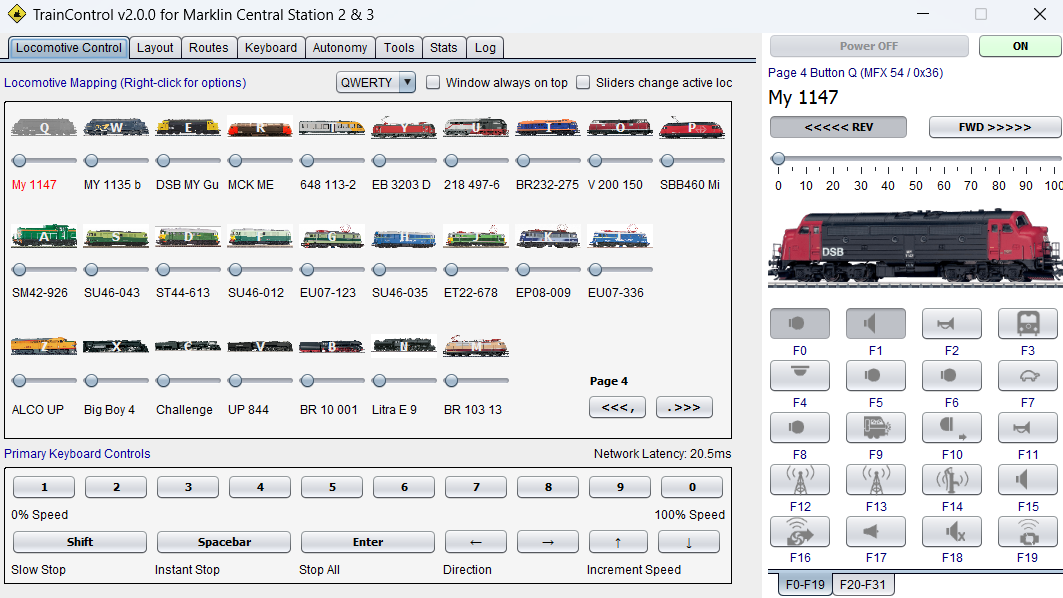 TrainControl v2.0.0 for Marklin Central Station 2 & 3
Locomotive Control Layout Routes Keyboard Autonomy Tools Stats Log
Locomotive Mapping (Right-click for options) QWERTY Window always on top Sliders change active loc
Q W E R T Y U I O P
My 1147 MY 1135 b DSB MY Gu MCK ME 648 113-2 EB 3203 D 218 497-6 BR232-275 V 200 150 SBB460 Mi
A S D F G H J K L
SM42-926 SU46-043 ST44-613 SU46-012 EU07-123 SU46-035 ET22-678 EP08-009 EU07-336
Z X C V B N M
ALCO UP Big Boy 4 Challenge UP 844 BR 10 001 Litra E 9 BR 103 13
Page 4
<<<, .>>>
Primary Keyboard Controls Network Latency: 20.5ms
1 2 3 4 5 6 7 8 9 0
0% Speed 100% Speed
Shift Spacebar Enter ← → ↑ ↓
Slow Stop Instant Stop Stop All Direction Increment Speed
Power OFF ON
Page 4 Button Q (MFX 54 / 0x36)
My 1147
<<<<< REV FWD >>>>>
0 10 20 30 40 50 60 70 80 90 100
DSB
F0 F1 F2 F3
F4 F5 F6 F7
F8 F9 F10 F11
F12 F13 F14 F15
F16 F17 F18 F19
F0-F19 F20-F31